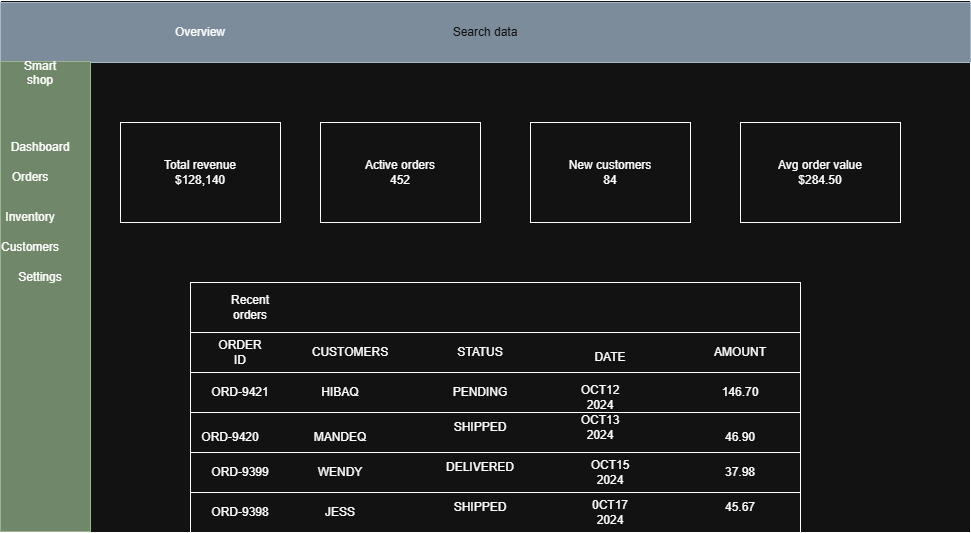 Overview
Search data
Smart
shop
Dashboard
Orders
Inventory
Customers
Settings
Total revenue
$128,140
Active orders
452
New customers
84
Avg order value
$284.50
Recent
orders
ORDER
ID
CUSTOMERS
STATUS
DATE
AMOUNT
ORD-9421
HIBAQ
PENDING
OCT12
2024
146.70
ORD-9420
MANDEQ
SHIPPED
OCT13
2024
46.90
ORD-9399
WENDY
DELIVERED
OCT15
2024
37.98
ORD-9398
JESS
SHIPPED
0CT17
2024
45.67